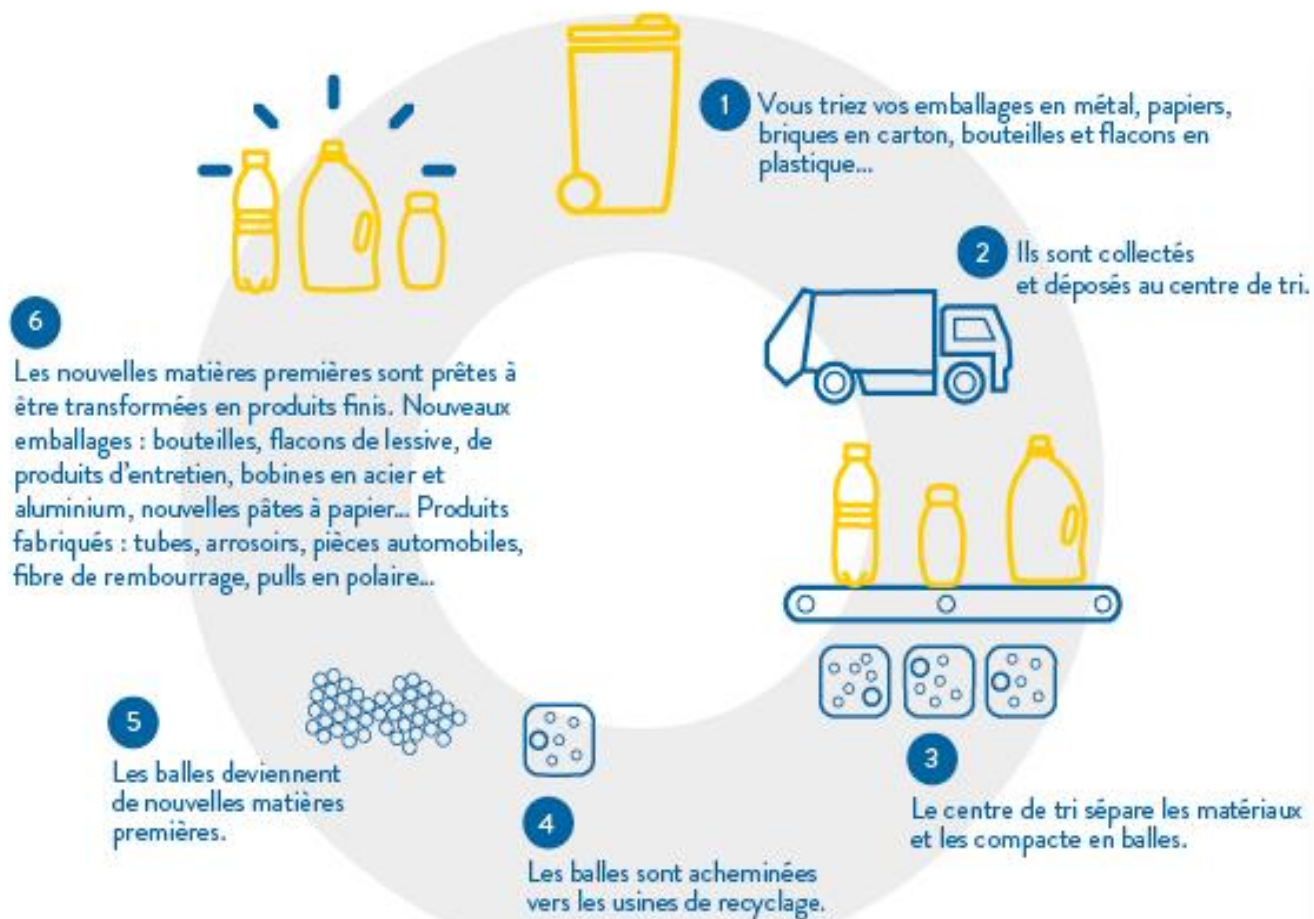 1
Vous triez vos emballages en métal, papiers,
briques en carton, bouteilles et flacons en
plastique...
2
Ils sont collectés
et déposés au centre de tri.
3
Le centre de tri sépare les matériaux
et les compacte en balles.
4
Les balles sont acheminées
vers les usines de recyclage.
5
Les balles deviennent
de nouvelles matières
premières.
6
Les nouvelles matières premières sont prêtes à
être transformées en produits finis. Nouveaux
emballages : bouteilles, flacons de lessive, de
produits d'entretien, bobines en acier et
aluminium, nouvelles pâtes à papier... Produits
fabriqués : tubes, arrosoirs, pièces automobiles,
fibre de rembourrage, pulls en polaire...